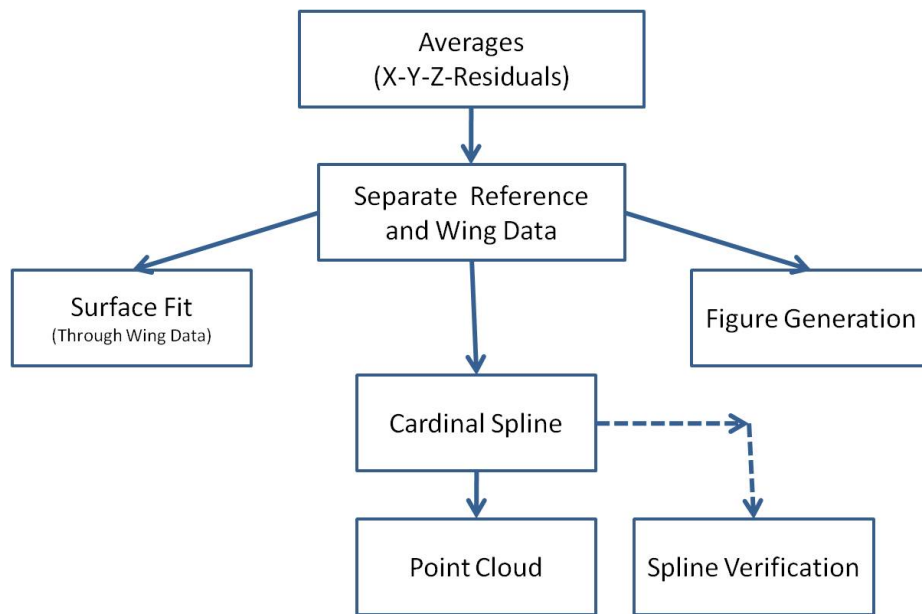 Averages
(X-Y-Z-Residuals)
Separate Reference
and Wing Data
Surface Fit
(Through Wing Data)
Figure Generation
Cardinal Spline
Point Cloud
Spline Verification